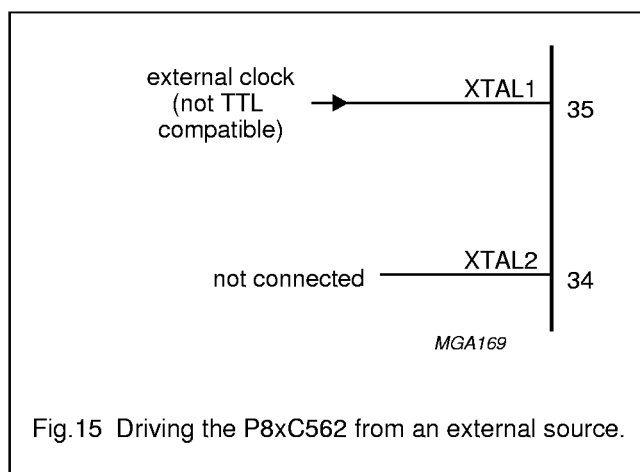 external clock
(not TTL
compatible)
XTAL1
35
not connected
XTAL2
34
MGA169
Fig.15 Driving the P8xC562 from an external source.